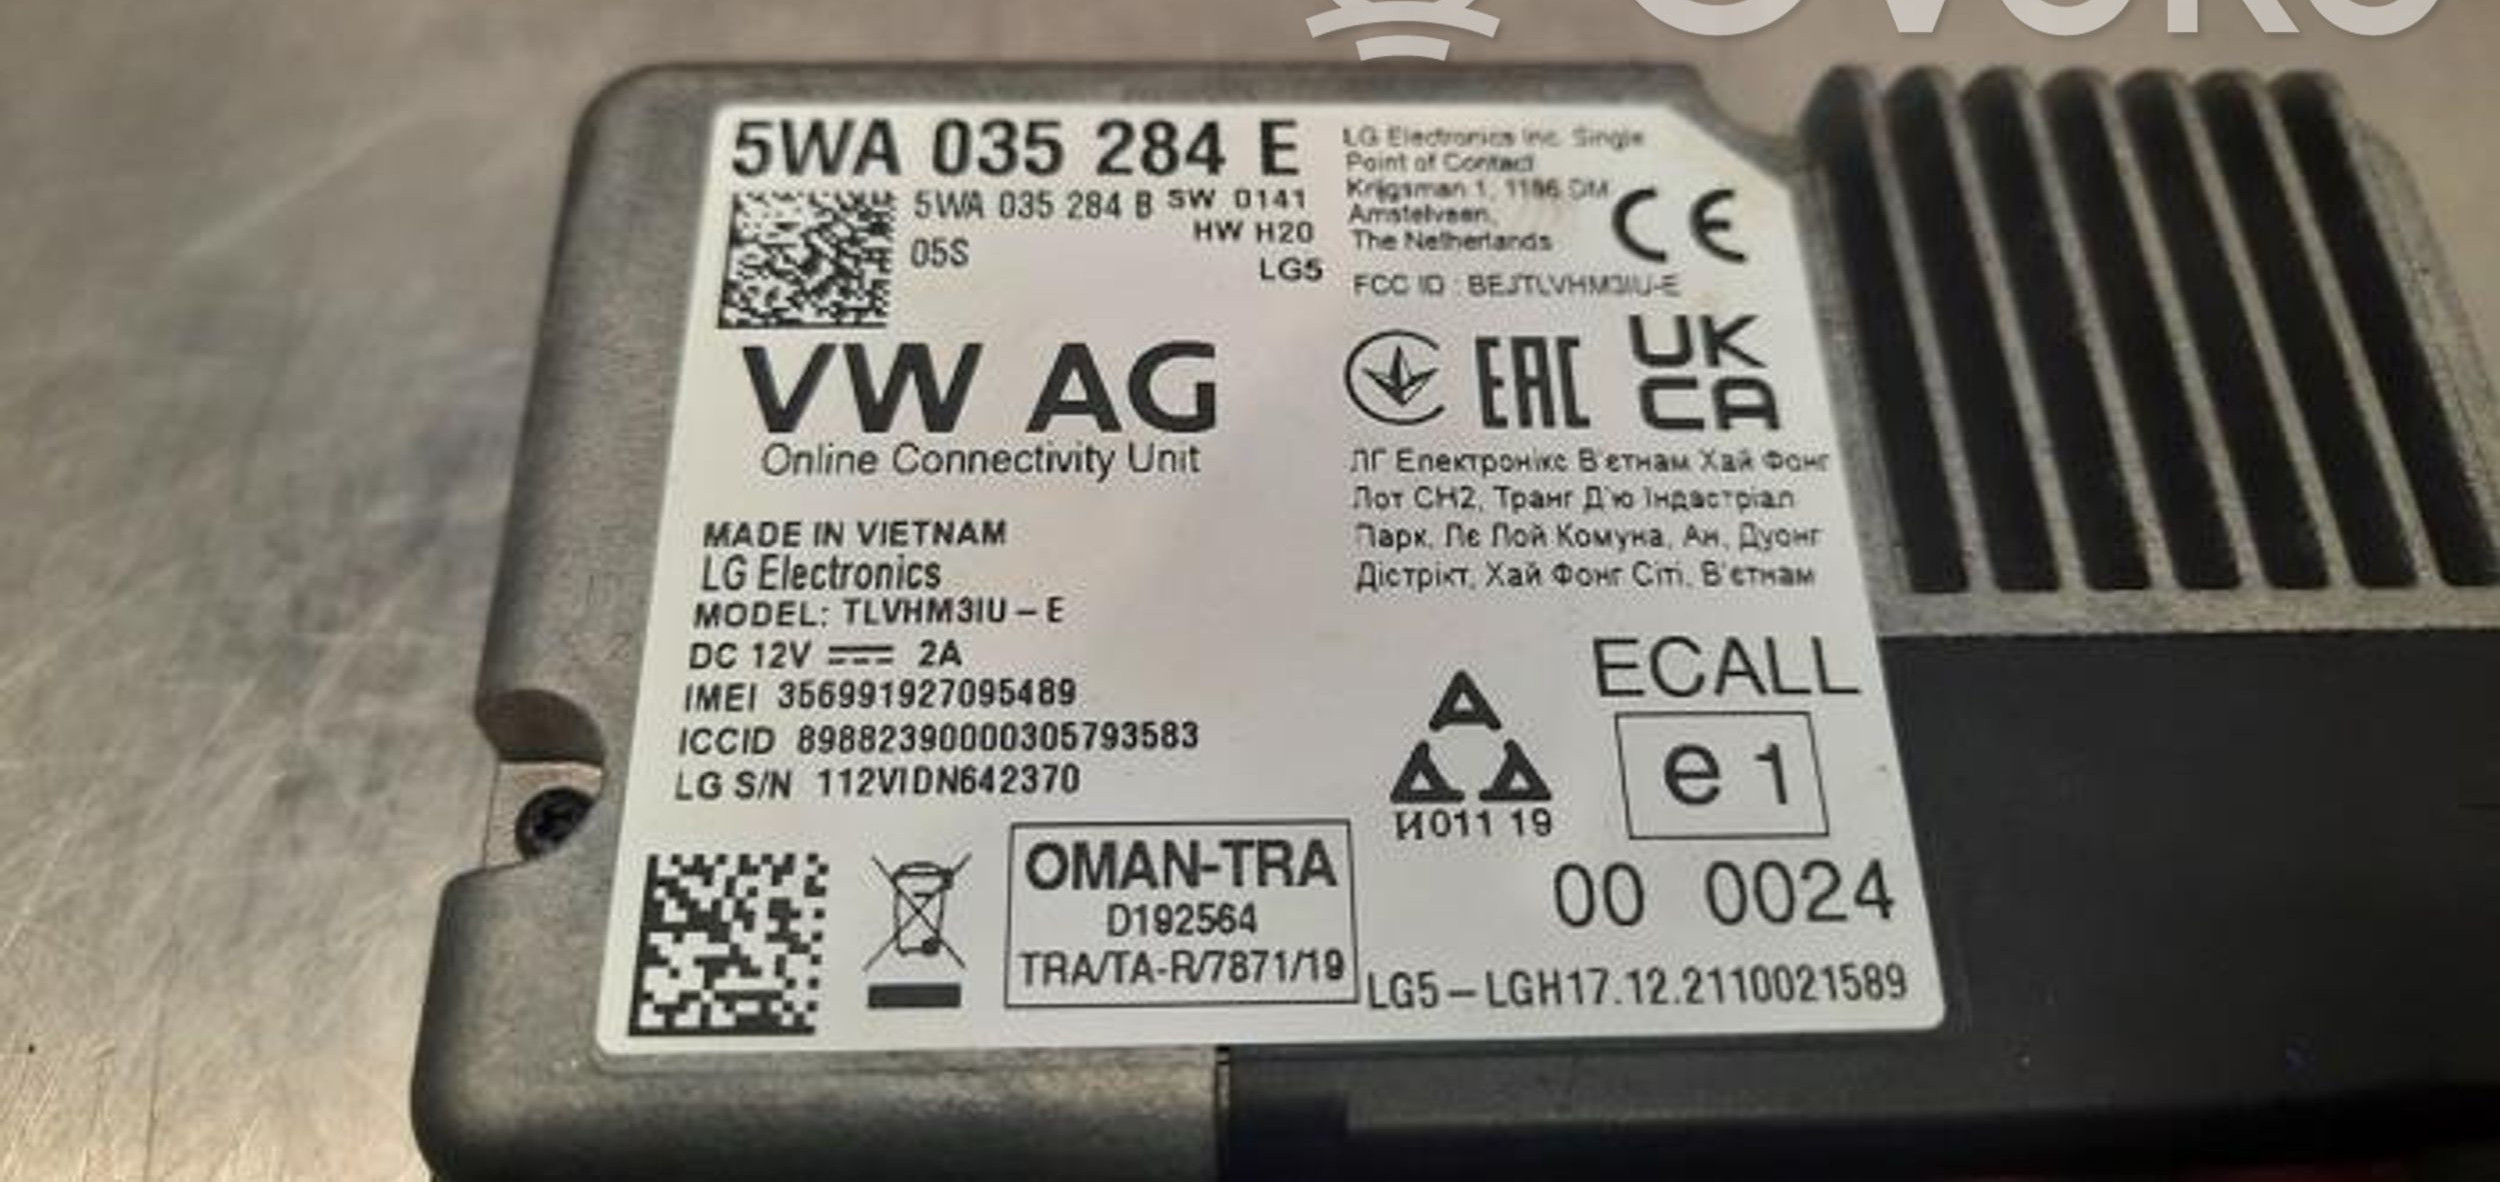 5WA 035 284 E
5WA 035 284 B SW 0141
HW H20
05S
LG5
LG Electronics Inc. Single
Point of Contact
Krijgsman 1, 1186 DM
Amstelveen,
The Netherlands
CE
FCC ID : BEJTLVHM3IU-E
VW AG
Online Connectivity Unit
EAC
UK
CA
ЛГ Електронікс В'єтнам Хай Фонг
Лот CH2, Транг Д'ю Індастріал
Парк, Ле Лой Комуна, Ан, Дуонг
Дістрікт, Хай Фонг Сіті, В'єтнам
MADE IN VIETNAM
LG Electronics
MODEL: TLVHM3IU – E
DC 12V 2A
IMEI 356991927095489
ICCID 89882390000305793583
LG S/N 112VIDN642370
A
И011 19
ECALL
e1
00 0024
OMAN-TRA
D192564
TRA/TA-R/7871/19
LG5 – LGH17.12.2110021589